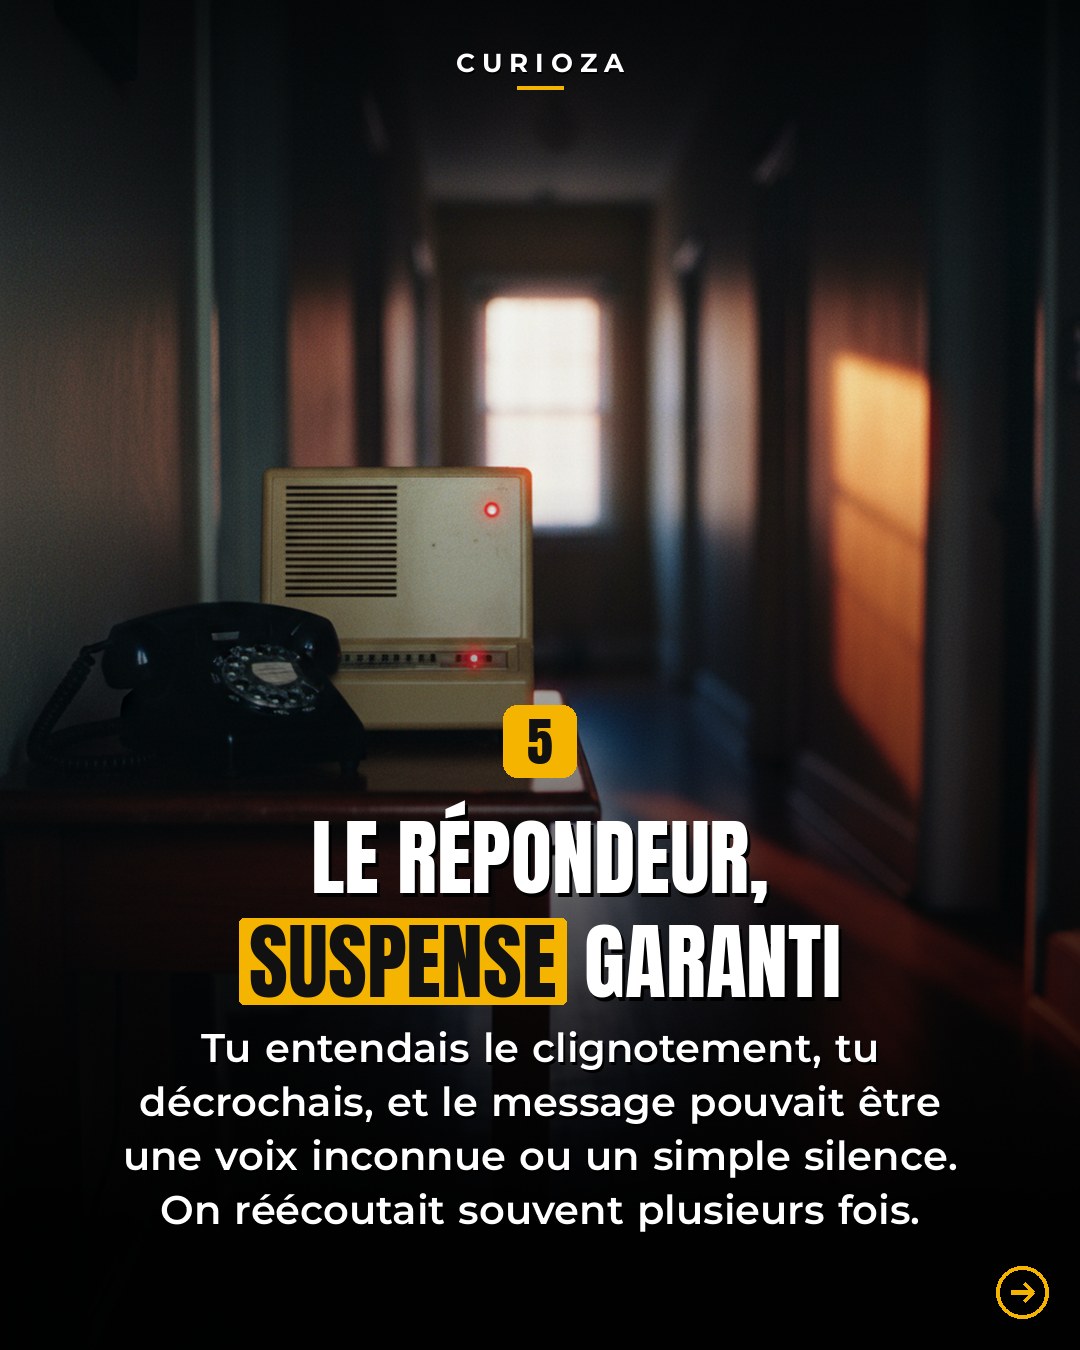 CURIOZA
5
LE RÉPONDEUR,
SUSPENSE GARANTI
Tu entendais le clignotement, tu
décrochais, et le message pouvait être
une voix inconnue ou un simple silence.
On réécoutait souvent plusieurs fois.